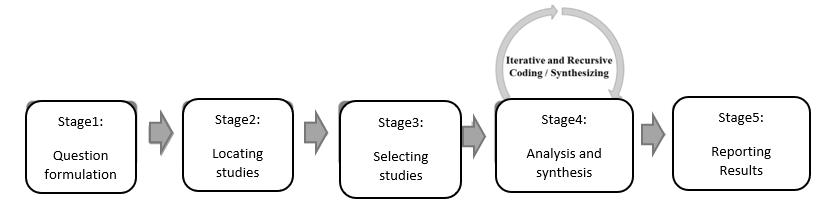 Iterative and Recursive
Coding / Synthesizing
Stage1:
Question
formulation
Stage2:
Locating
studies
Stage3:
Selecting
studies
Stage4:
Analysis and
synthesis
Stage5:
Reporting
Results